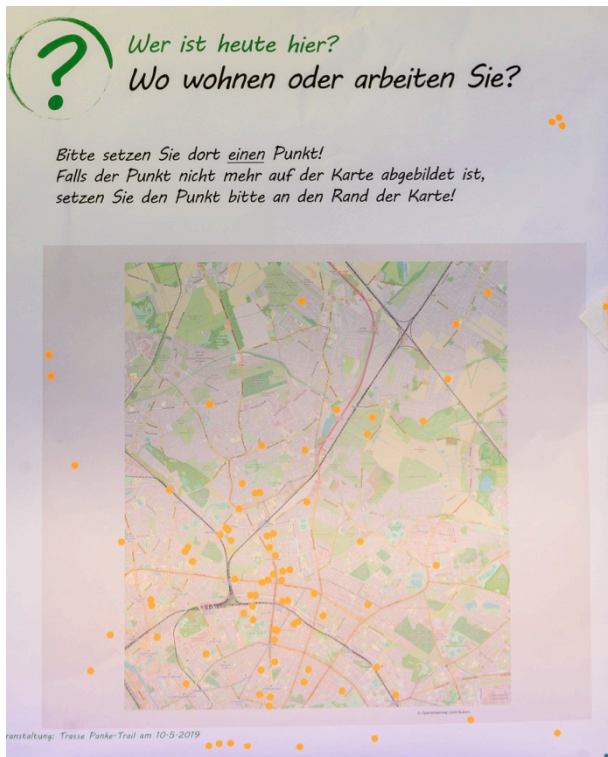 ?
Wer ist heute hier?
Wo wohnen oder arbeiten Sie?
Bitte setzen Sie dort einen Punkt!
Falls der Punkt nicht mehr auf der Karte abgebildet ist,
setzen Sie den Punkt bitte an den Rand der Karte!
ranstaltung: Trasse Panke-Trail am 10-5-2019